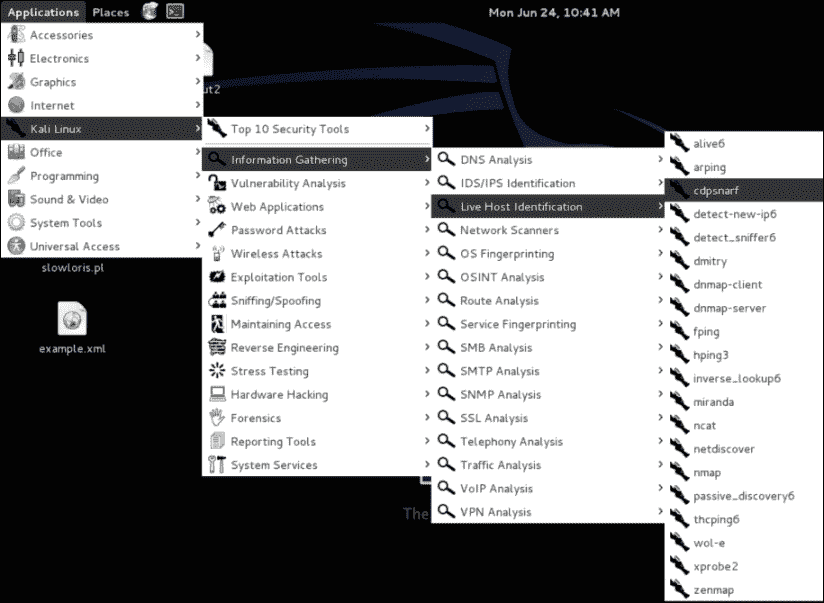 Applications Places Mon Jun 24, 10:41 AM
Accessories
Electronics
Graphics
Internet
Kali Linux
Office
Programming
Sound & Video
System Tools
Universal Access
ut2
slowloris.pl
example.xml
Top 10 Security Tools
Information Gathering
Vulnerability Analysis
Web Applications
Password Attacks
Wireless Attacks
Exploitation Tools
Sniffing/Spoofing
Maintaining Access
Reverse Engineering
Stress Testing
Hardware Hacking
Forensics
Reporting Tools
System Services
The
DNS Analysis
IDS/IPS Identification
Live Host Identification
Network Scanners
OS Fingerprinting
OSINT Analysis
Route Analysis
Service Fingerprinting
SMB Analysis
SMTP Analysis
SNMP Analysis
SSL Analysis
Telephony Analysis
Traffic Analysis
VoIP Analysis
VPN Analysis
alive6
arping
cdpsnarf
detect-new-ip6
detect_sniffer6
dmitry
dnmap-client
dnmap-server
fping
hping3
inverse_lookup6
miranda
ncat
netdiscover
nmap
passive_discovery6
thcping6
wol-e
xprobe2
zenmap